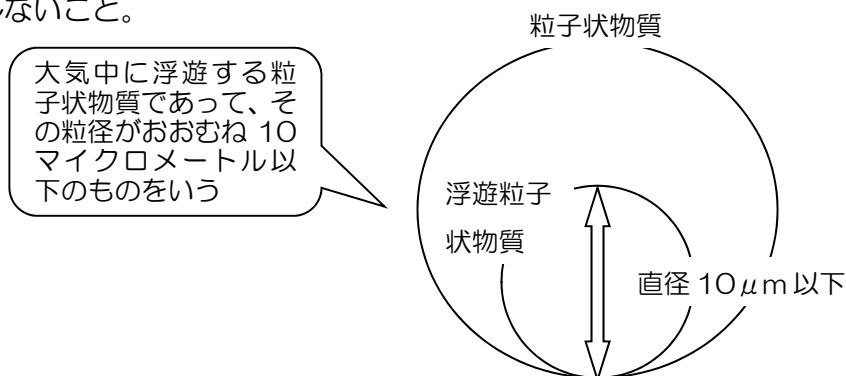 ないこと。
粒子状物質
大気中に浮遊する粒
子状物質であって、そ
の粒径がおおむね 10
マイクロメートル以
下のものをいう
浮遊粒子
状物質
直径 10μm以下